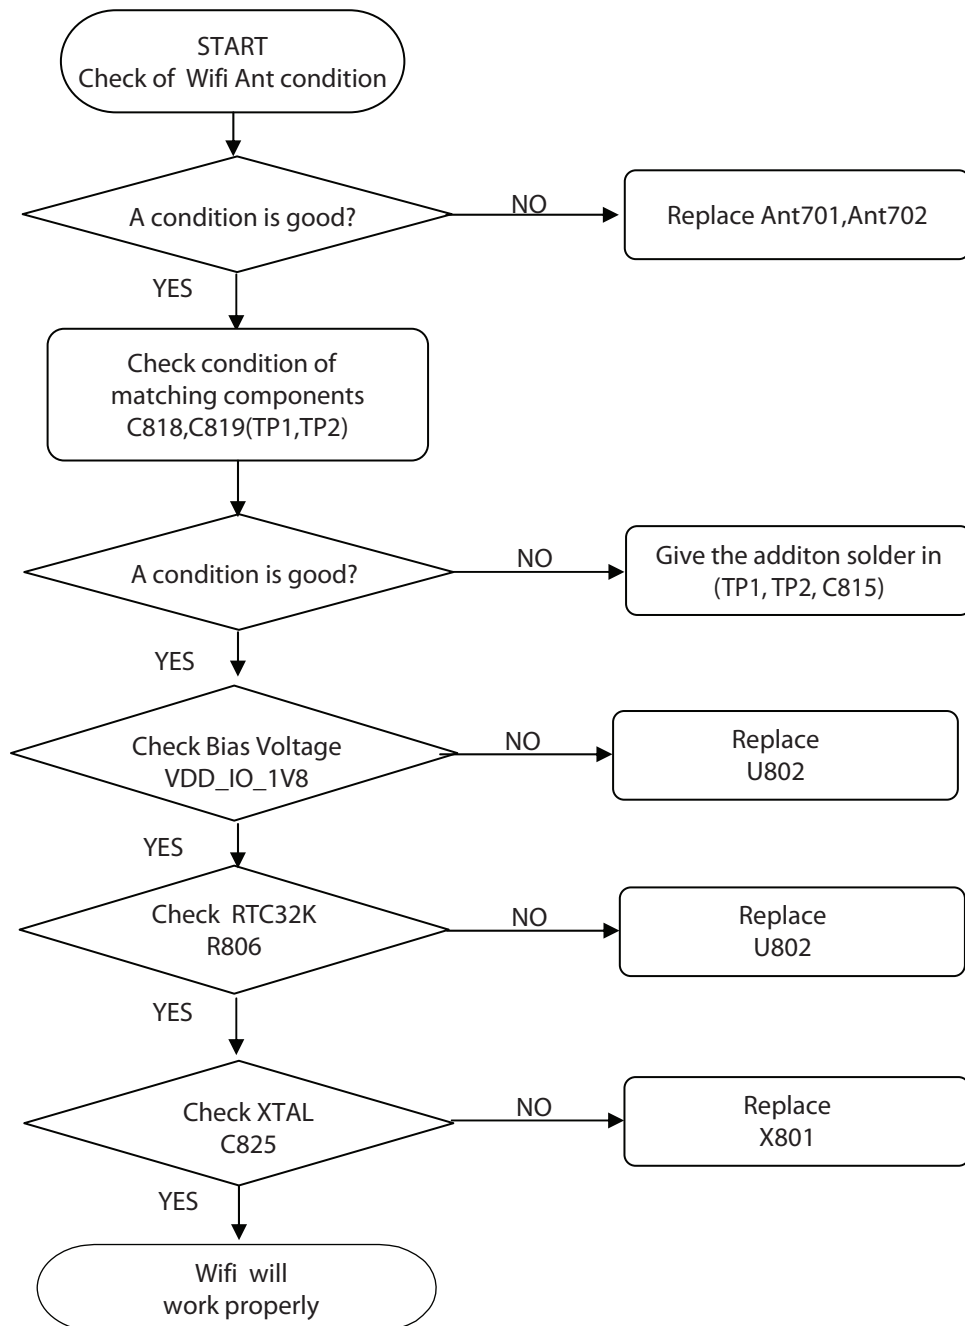 START
Check of Wifi Ant condition
A condition is good?
NO
Replace Ant701,Ant702
YES
Check condition of
matching components
C818,C819(TP1,TP2)
A condition is good?
NO
Give the additon solder in
(TP1, TP2, C815)
YES
Check Bias Voltage
VDD_IO_1V8
NO
Replace
U802
YES
Check RTC32K
R806
NO
Replace
U802
YES
Check XTAL
C825
NO
Replace
X801
YES
Wifi will
work properly